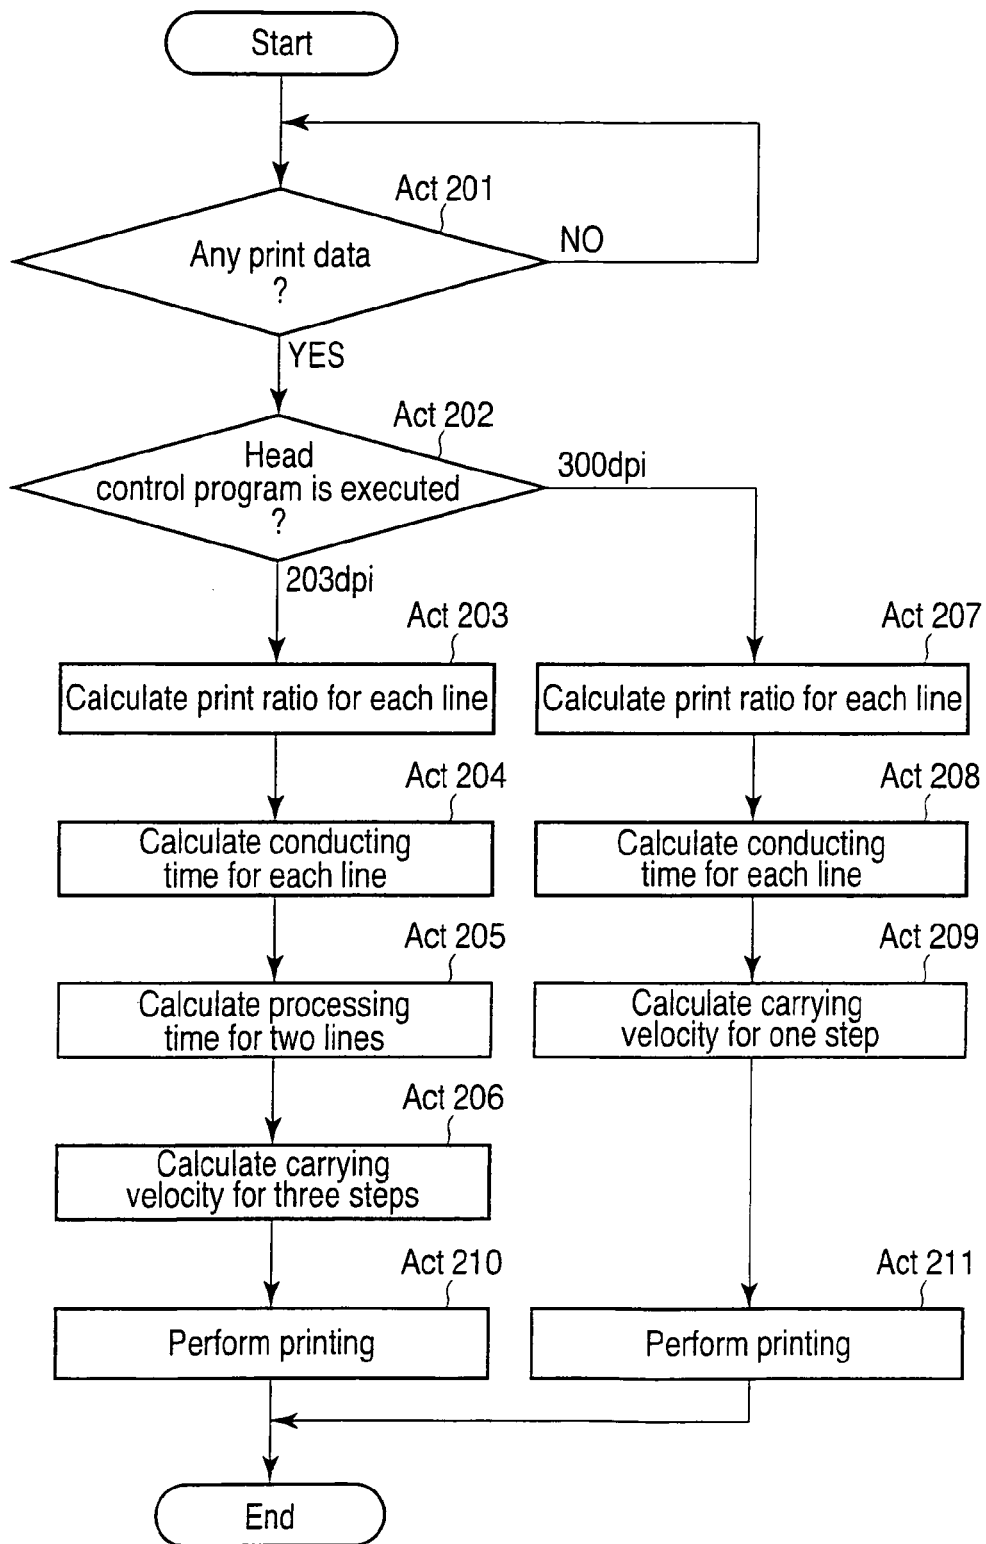 Start
Act 201
Any print data
?
NO
YES
Act 202
Head
control program is executed
?
300dpi
203dpi
Act 203
Calculate print ratio for each line
Act 204
Calculate conducting
time for each line
Act 205
Calculate processing
time for two lines
Act 206
Calculate carrying
velocity for three steps
Act 210
Perform printing
Act 207
Calculate print ratio for each line
Act 208
Calculate conducting
time for each line
Act 209
Calculate carrying
velocity for one step
Act 211
Perform printing
End